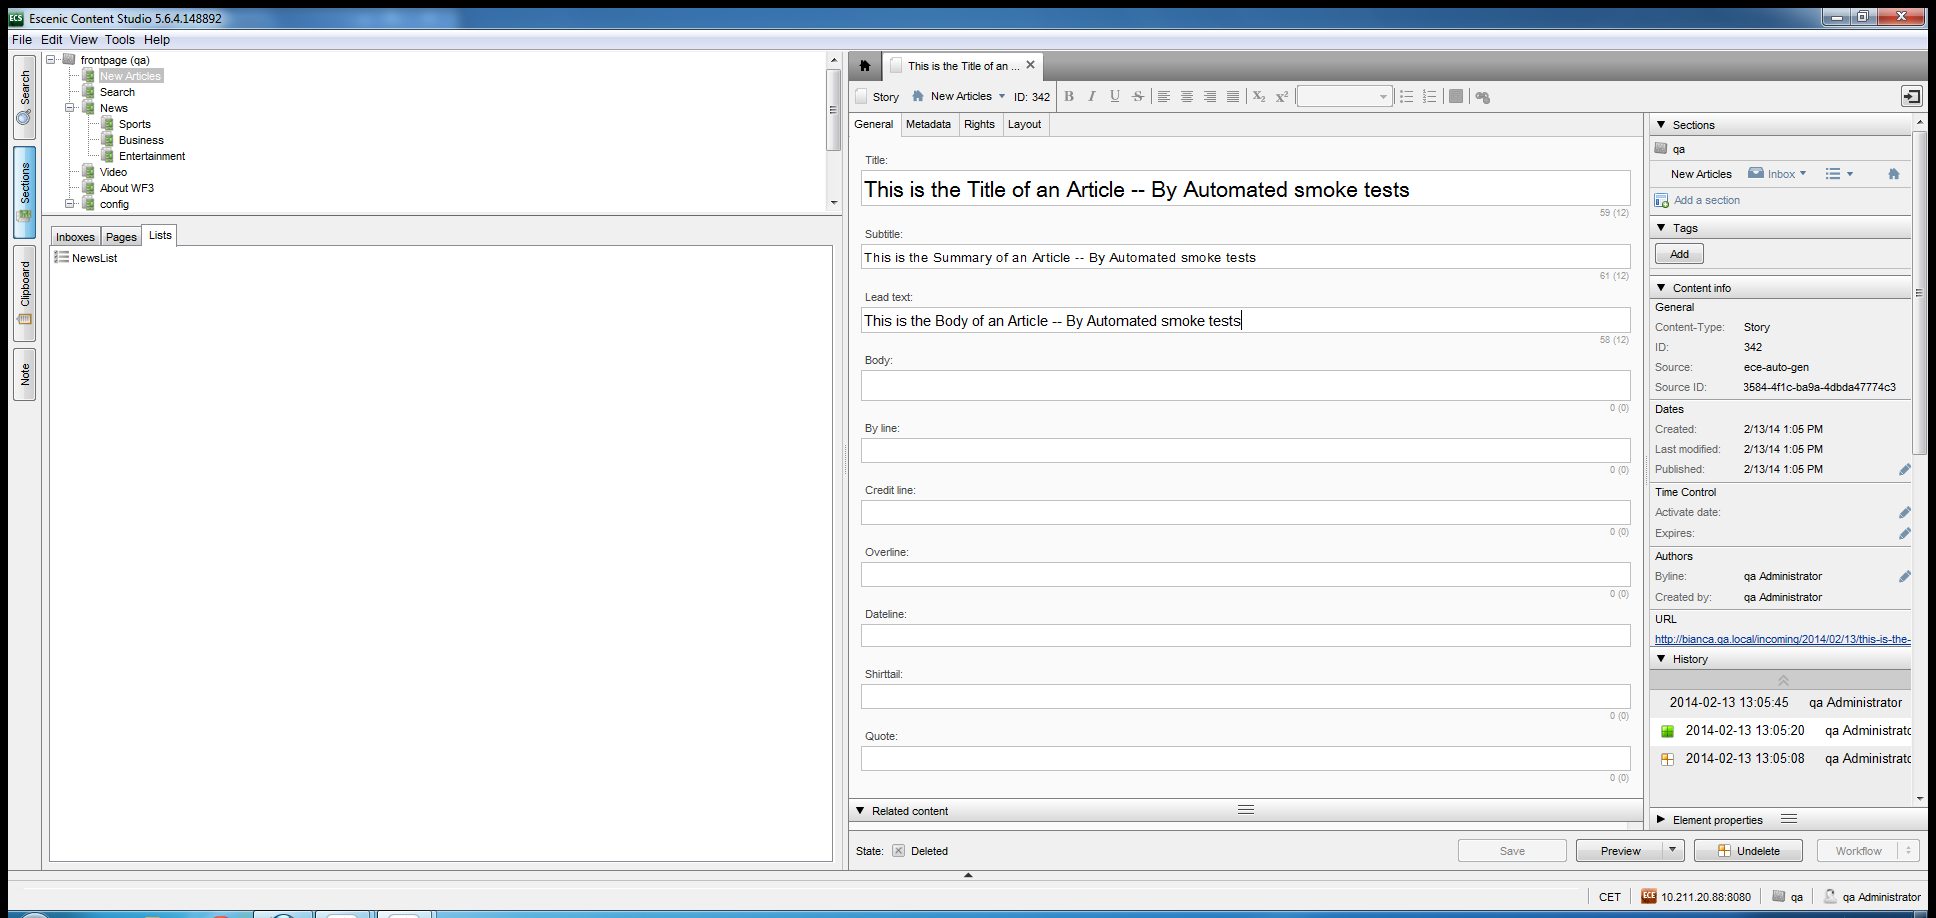 Escenic Content Studio 5.6.4.148892
File Edit View Tools Help
Search
Sections
Clipboard
Note
frontpage (qa)
New Articles
Search
News
Sports
Business
Entertainment
Video
About WF3
config
Inboxes Pages Lists
NewsList
This is the Title of an ...
Story New Articles ID: 342 B I U S X₂ X²
General Metadata Rights Layout
Title:
This is the Title of an Article -- By Automated smoke tests
59 (12)
Subtitle:
This is the Summary of an Article -- By Automated smoke tests
61 (12)
Lead text:
This is the Body of an Article -- By Automated smoke tests
58 (12)
Body:
0 (0)
By line:
0 (0)
Credit line:
0 (0)
Overline:
0 (0)
Dateline:
Shirttail:
0 (0)
Quote:
0 (0)
Related content
State: Deleted
Save Preview Undelete Workflow
Sections
qa
New Articles Inbox
Add a section
Tags
Add
Content info
General
Content-Type: Story
ID: 342
Source: ece-auto-gen
Source ID: 3584-4f1c-ba9a-4dbda47774c3
Dates
Created: 2/13/14 1:05 PM
Last modified: 2/13/14 1:05 PM
Published: 2/13/14 1:05 PM
Time Control
Activate date:
Expires:
Authors
Byline: qa Administrator
Created by: qa Administrator
URL
http://bianca.qa.local/incoming/2014/02/13/this-is-the-
History
2014-02-13 13:05:45 qa Administrator
2014-02-13 13:05:20 qa Administratc
2014-02-13 13:05:08 qa Administratc
Element properties
CET ECE 10.211.20.88:8080 qa qa Administrator